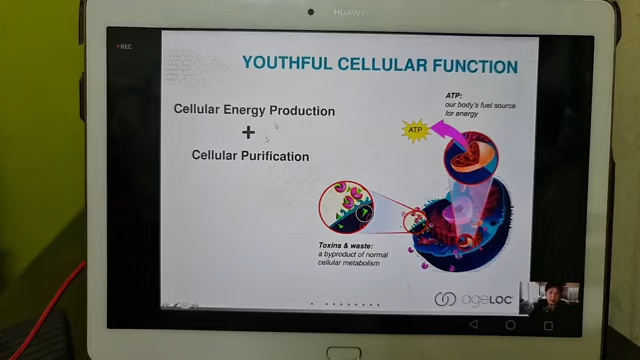 HUAWEI
REC
YOUTHFUL CELLULAR FUNCTION
Cellular Energy Production
+
Cellular Purification
ATP:
our body's fuel source
for energy
ATP
Toxins & waste:
a byproduct of normal
cellular metabolism
ageLOC